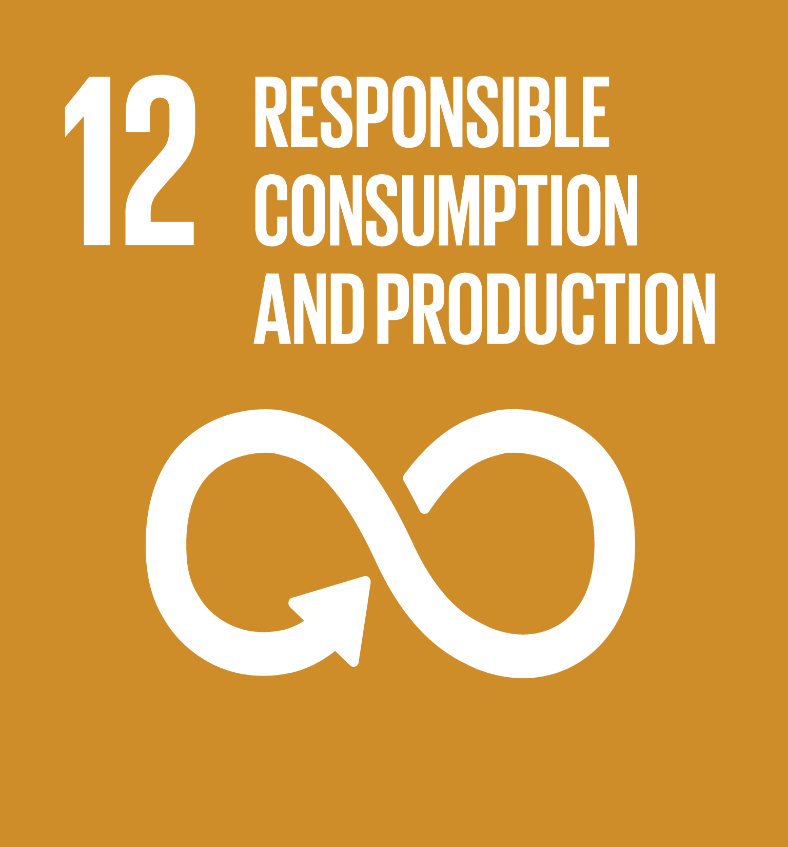 12
RESPONSIBLE
CONSUMPTION
AND PRODUCTION